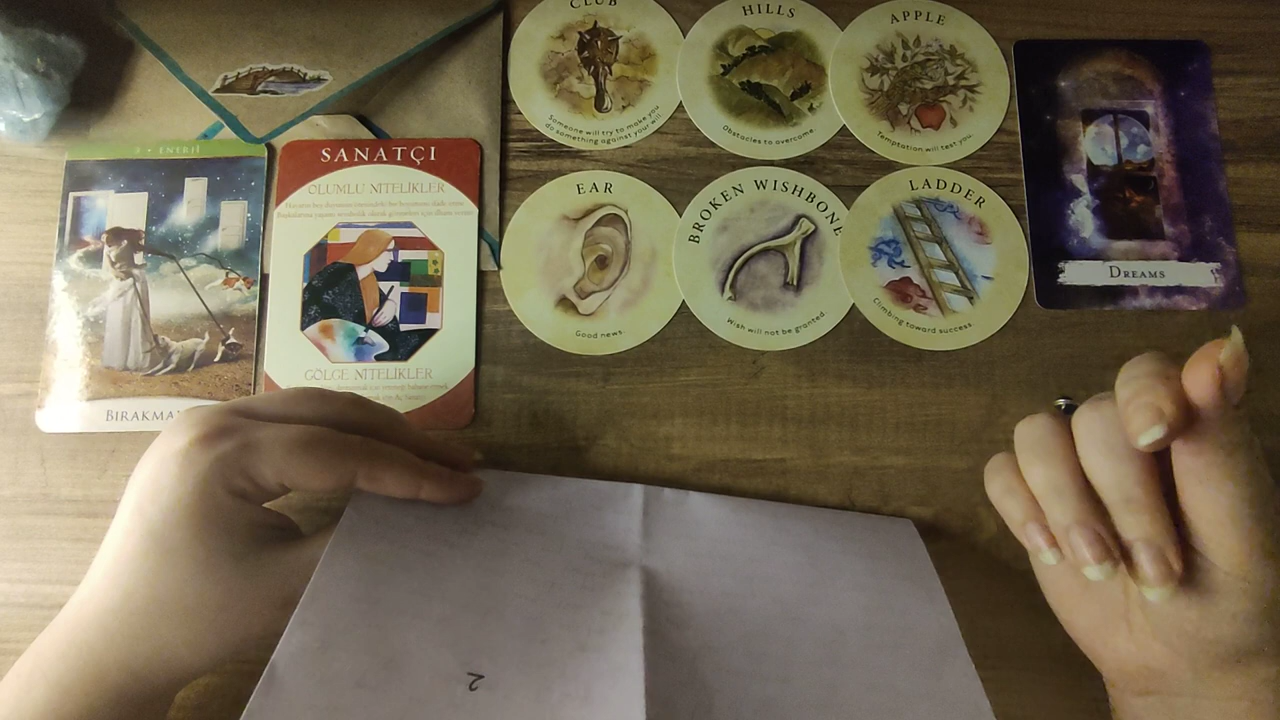 3 • ENERJİ
BIRAKMA
SANATÇI
OLUMLU NİTELİKLER
GÖLGE NİTELİKLER
CLUB
Someone will try to make you
do something against your will.
HILLS
Obstacles to overcome.
APPLE
Temptation will test you.
EAR
Good news.
BROKEN WISHBONE
Wish will not be granted.
LADDER
Climbing toward success.
DREAMS
2